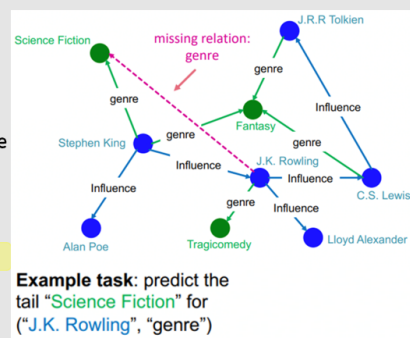 J.R.R Tolkien
Science Fiction
missing relation:
genre
genre
genre
Influence
Fantasy
genre
genre
Stephen King
Influence
J.K. Rowling
Influence
C.S. Lewis
Influence
genre
Influence
Alan Poe
Tragicomedy
Lloyd Alexander
e
Example task: predict the
tail “Science Fiction” for
(“J.K. Rowling”, “genre”)